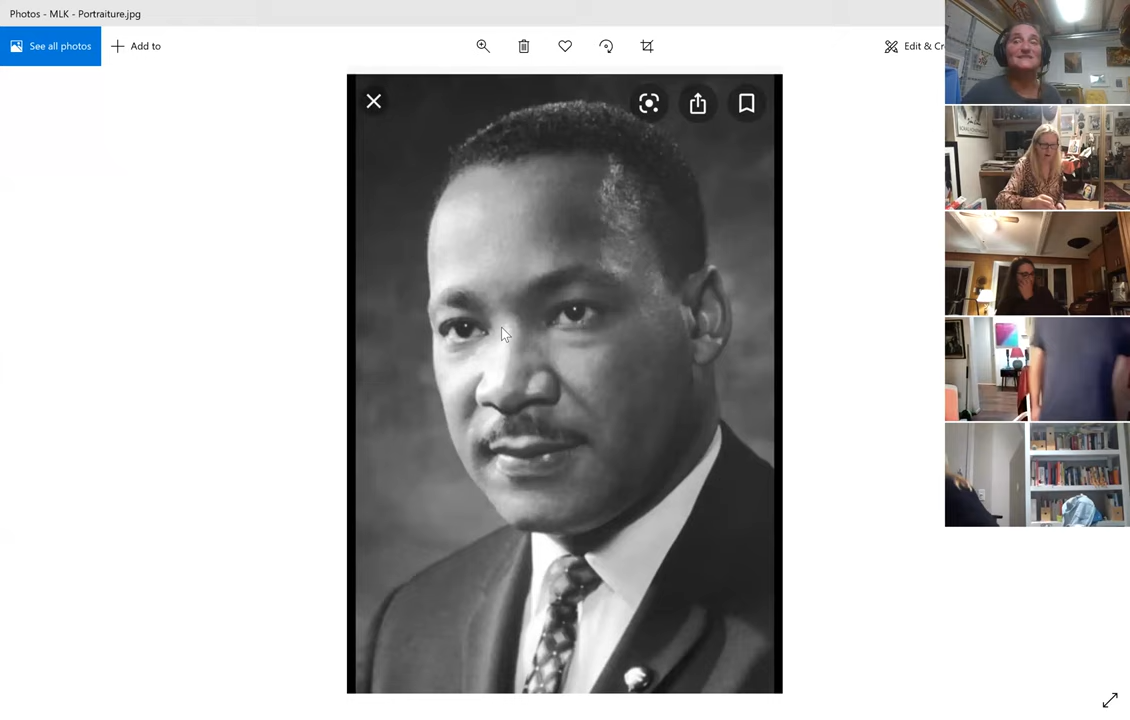 Photos - MLK - Portraiture.jpg
See all photos
Add to
Edit & Cr